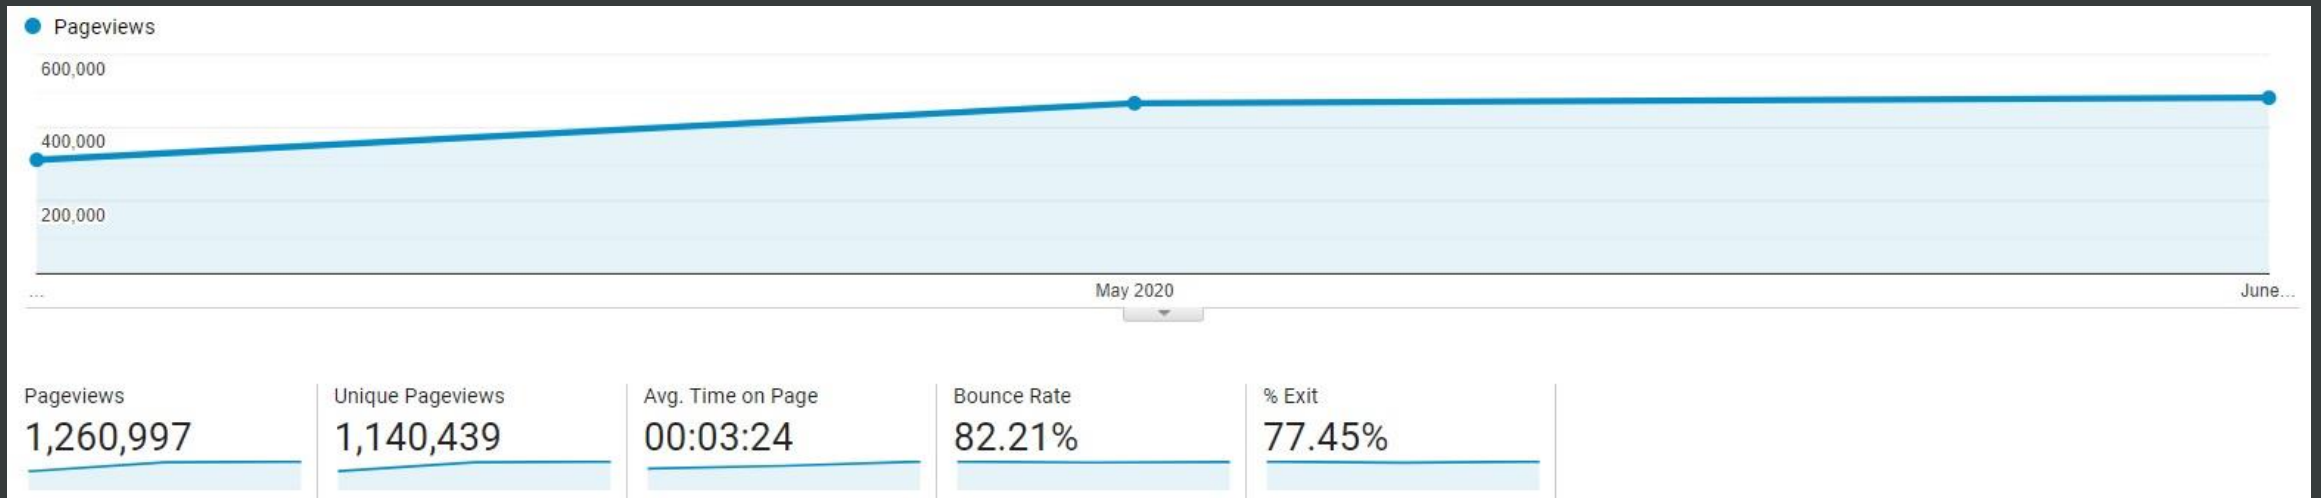 Pageviews
600,000
400,000
200,000
... May 2020 June...
Pageviews Unique Pageviews Avg. Time on Page Bounce Rate % Exit
1,260,997 1,140,439 00:03:24 82.21% 77.45%